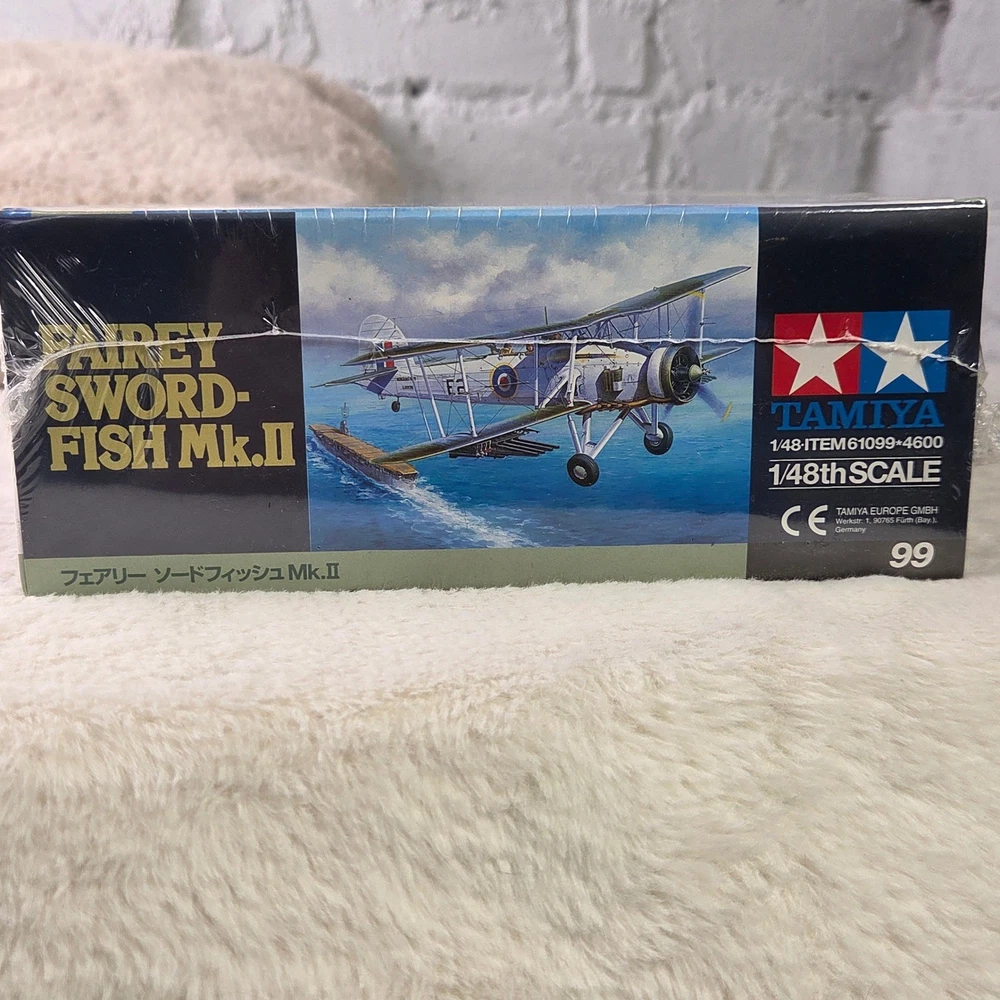 FAIREY
SWORD-
FISH Mk.II
フェアリー ソードフィッシュ Mk.II
F2
TAMIYA
1/48・ITEM 61099★4600
1/48th SCALE
CE
TAMIYA EUROPE GMBH
Werkstr. 1, 90765 Fürth (Bay.),
Germany
99